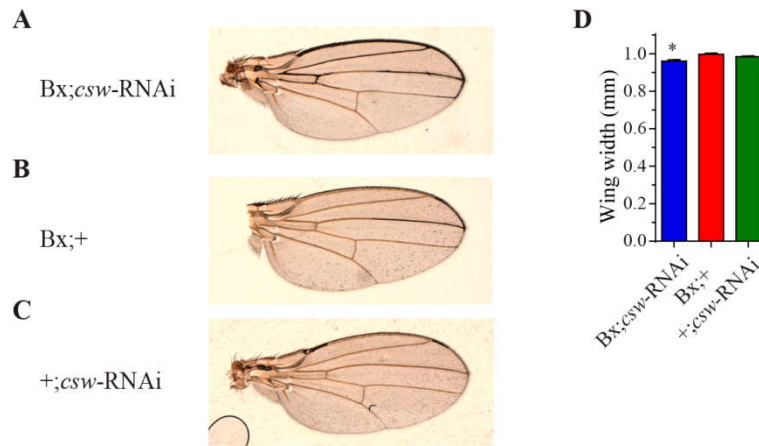 A
Bx;csw-RNAi
B
Bx;+
C
+;csw-RNAi
D
Wing width (mm)
1.0
0.8
0.6
0.4
0.2
0.0
*
Bx;csw-RNAi
Bx;+
+;csw-RNAi